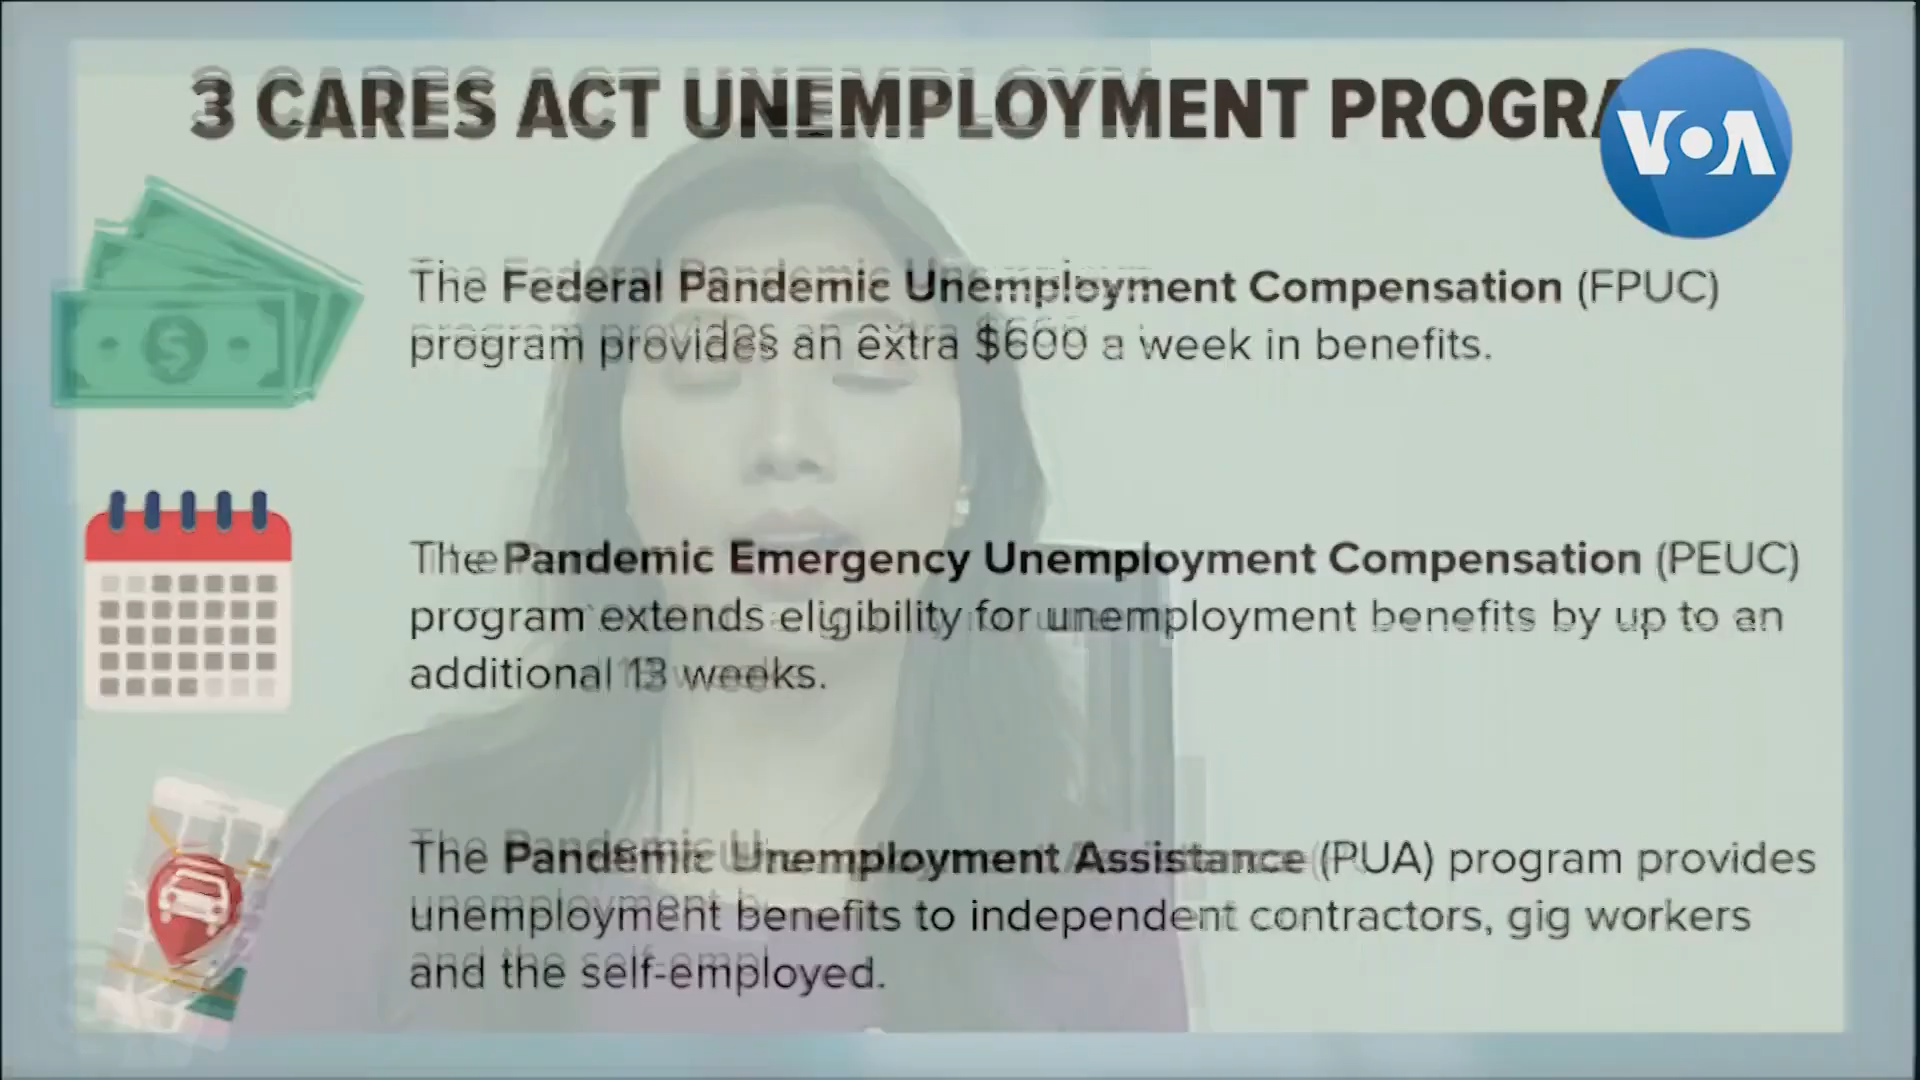 3 CARES ACT UNEMPLOYMENT PROGRA
VOA
The Federal Pandemic Unemployment Compensation (FPUC)
program provides an extra $600 a week in benefits.
The Pandemic Emergency Unemployment Compensation (PEUC)
program extends eligibility for unemployment benefits by up to an
additional 13 weeks.
The Pandemic Unemployment Assistance (PUA) program provides
unemployment benefits to independent contractors, gig workers
and the self-employed.